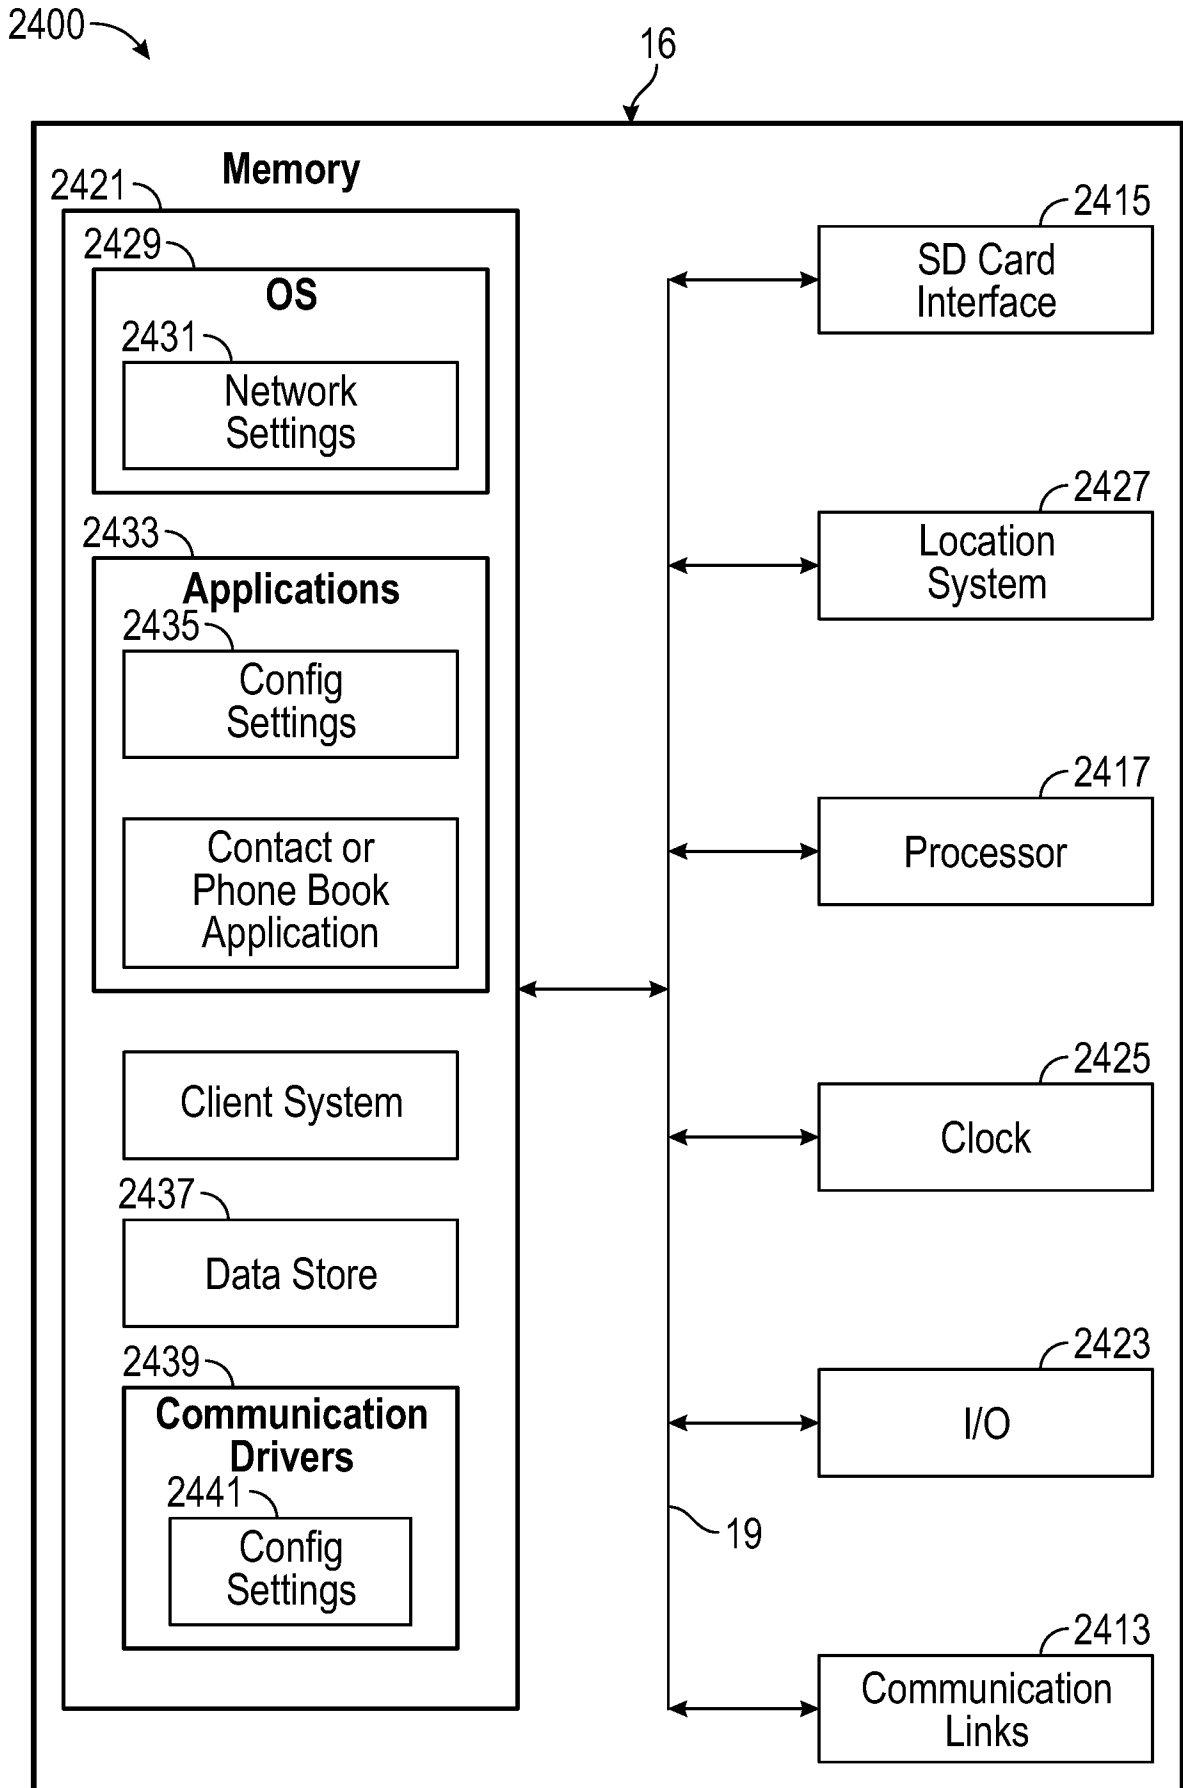 2400
16
Memory
2421
2429
OS
2431
Network
Settings
2433
Applications
2435
Config
Settings
Contact or
Phone Book
Application
Client System
2437
Data Store
2439
Communication
Drivers
2441
Config
Settings
2415
SD Card
Interface
2427
Location
System
2417
Processor
2425
Clock
2423
I/O
19
2413
Communication
Links